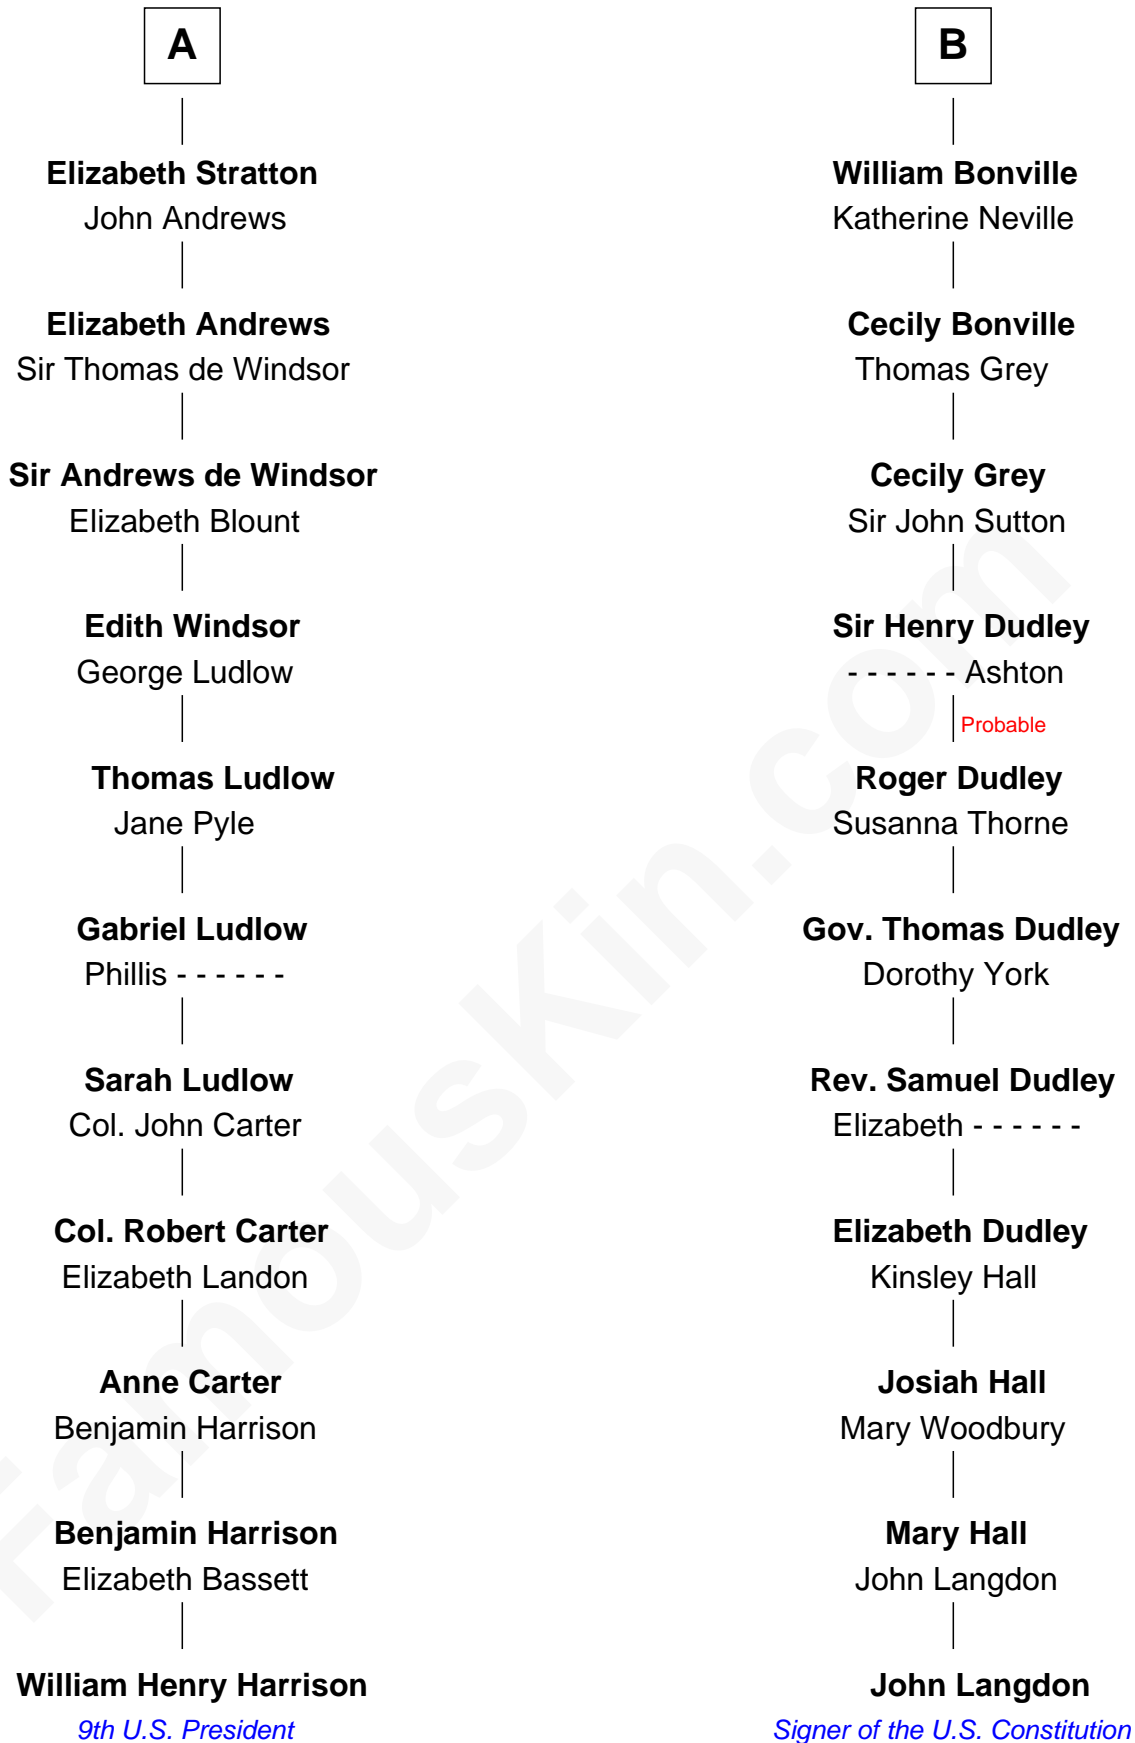 A
Elizabeth Stratton
John Andrews
Elizabeth Andrews
Sir Thomas de Windsor
Sir Andrews de Windsor
Elizabeth Blount
Edith Windsor
George Ludlow
Thomas Ludlow
Jane Pyle
Gabriel Ludlow
Phillis - - - - - -
Sarah Ludlow
Col. John Carter
Col. Robert Carter
Elizabeth Landon
Anne Carter
Benjamin Harrison
Benjamin Harrison
Elizabeth Bassett
William Henry Harrison
9th U.S. President
B
William Bonville
Katherine Neville
Cecily Bonville
Thomas Grey
Cecily Grey
Sir John Sutton
Sir Henry Dudley
- - - - - - Ashton
Probable
Roger Dudley
Susanna Thorne
Gov. Thomas Dudley
Dorothy York
Rev. Samuel Dudley
Elizabeth - - - - - -
Elizabeth Dudley
Kinsley Hall
Josiah Hall
Mary Woodbury
Mary Hall
John Langdon
John Langdon
Signer of the U.S. Constitution
FamousKin.com